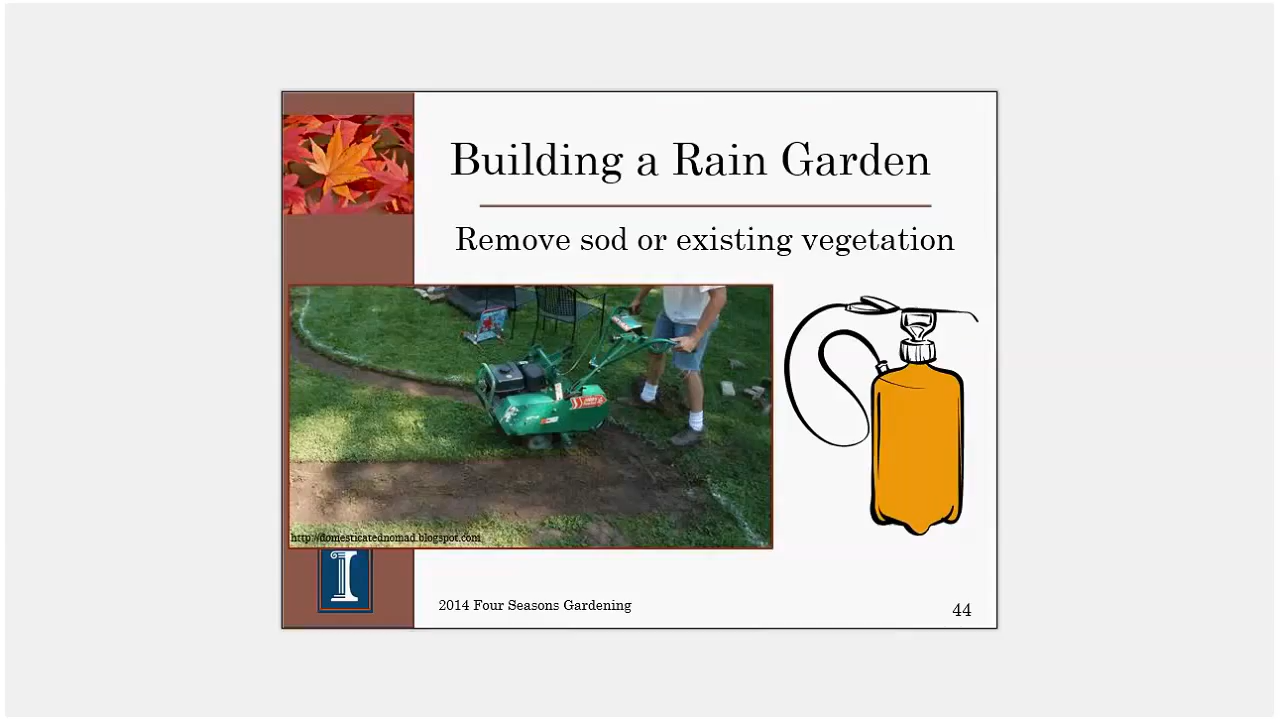 Building a Rain Garden
Remove sod or existing vegetation
http://domesticatednomad.blogspot.com
I
2014 Four Seasons Gardening
44